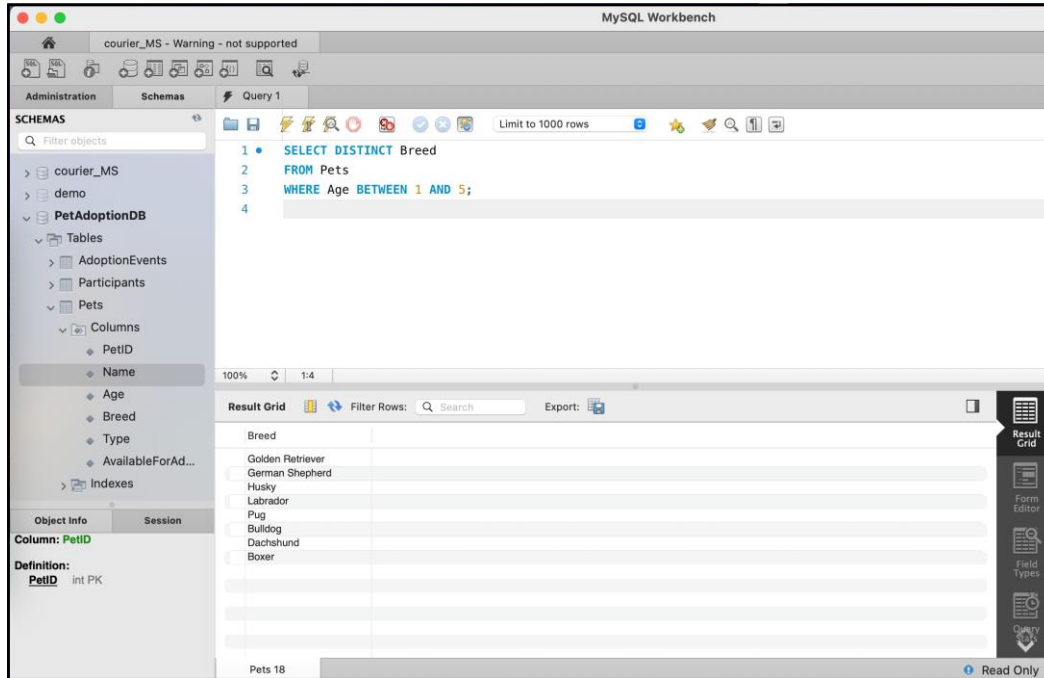 MySQL Workbench
courier_MS - Warning - not supported
Administration Schemas Query 1
SCHEMAS
Filter objects
courier_MS
demo
PetAdoptionDB
Tables
AdoptionEvents
Participants
Pets
Columns
PetID
Name
Age
Breed
Type
AvailableForAd...
Indexes
Object Info Session
Column: PetID
Definition:
PetID int PK
Limit to 1000 rows
1 SELECT DISTINCT Breed
2 FROM Pets
3 WHERE Age BETWEEN 1 AND 5;
4
100% 1:4
Result Grid Filter Rows: Search Export:
Breed
Golden Retriever
German Shepherd
Husky
Labrador
Pug
Bulldog
Dachshund
Boxer
Result
Grid
Form
Editor
Field
Types
Query
Pets 18 Read Only